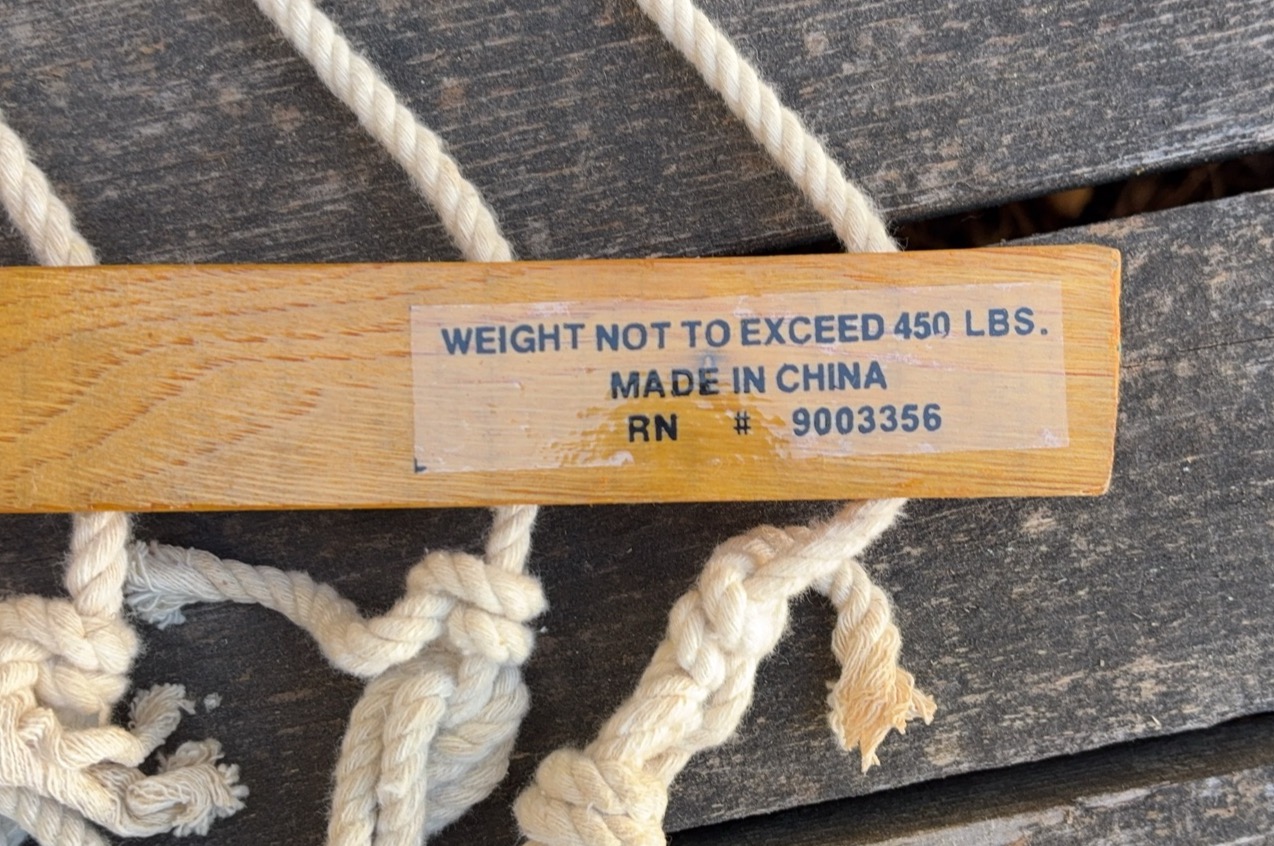 WEIGHT NOT TO EXCEED 450 LBS.
MADE IN CHINA
RN # 9003356